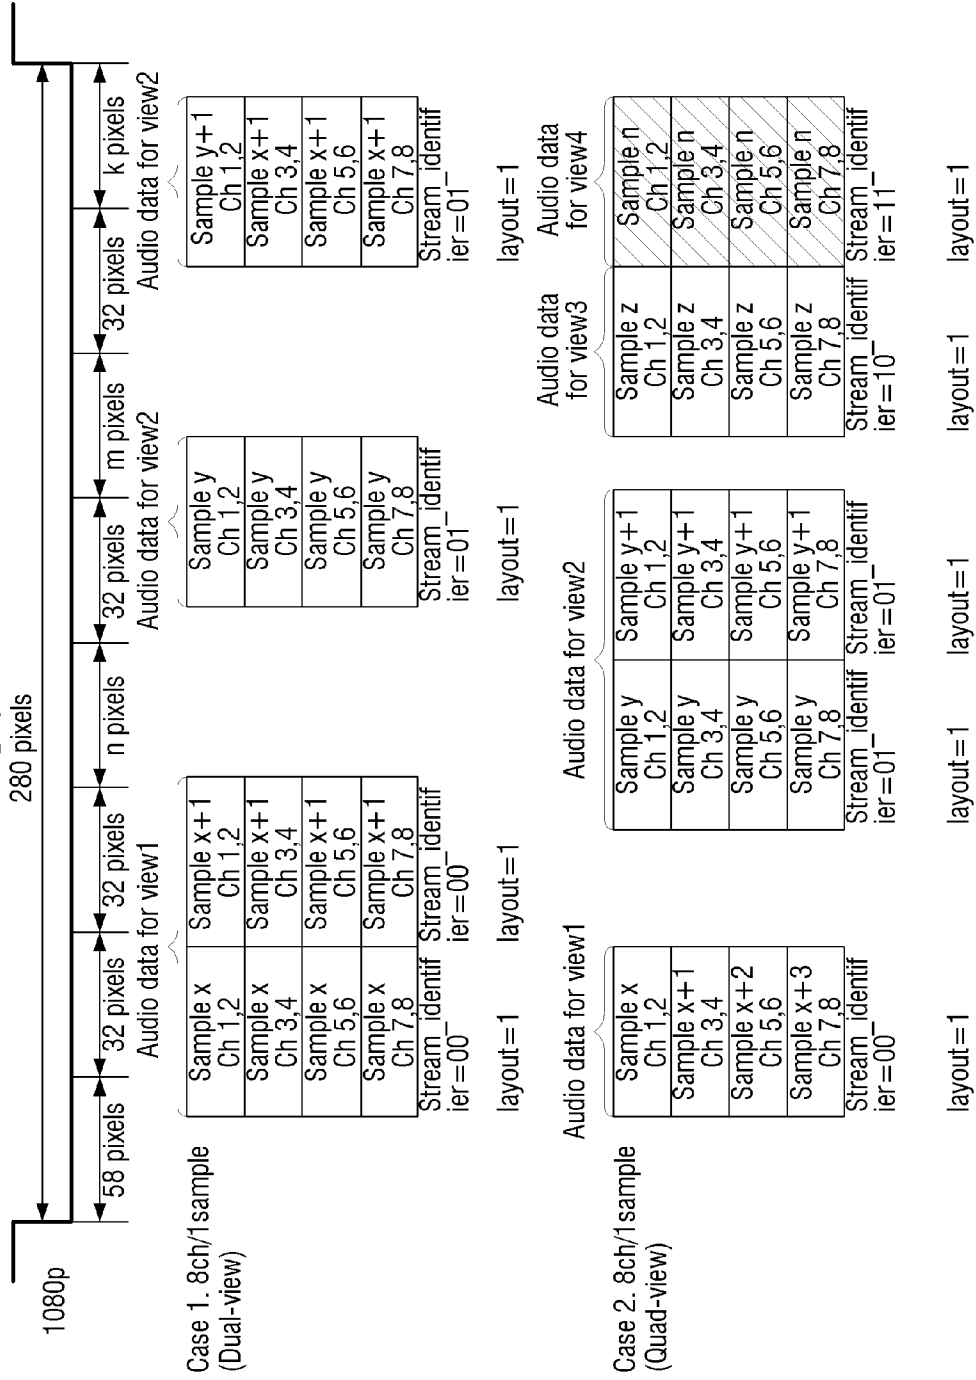 280 pixels
1080p
58 pixels
32 pixels
32 pixels
n pixels
32 pixels
m pixels
32 pixels
k pixels
Case 1. 8ch/1sample
(Dual-view)
Audio data for view1
Sample x
Ch 1,2
Sample x
Ch 3,4
Sample x
Ch 5,6
Sample x
Ch 7,8
Stream_identif
ier=00
layout=1
Sample x+1
Ch 1,2
Sample x+1
Ch 3,4
Sample x+1
Ch 5,6
Sample x+1
Ch 7,8
Stream_identif
ier=00
layout=1
Audio data for view2
Sample y
Ch 1,2
Sample y
Ch 3,4
Sample y
Ch 5,6
Sample y
Ch 7,8
Stream_identif
ier=01
layout=1
Audio data for view2
Sample y+1
Ch 1,2
Sample x+1
Ch 3,4
Sample x+1
Ch 5,6
Sample x+1
Ch 7,8
Stream_identif
ier=01
layout=1
Case 2. 8ch/1sample
(Quad-view)
Audio data for view1
Sample x
Ch 1,2
Sample x+1
Ch 3,4
Sample x+2
Ch 5,6
Sample x+3
Ch 7,8
Stream_identif
ier=00
layout=1
Audio data for view2
Sample y
Ch 1,2
Sample y
Ch 3,4
Sample y
Ch 5,6
Sample y
Ch 7,8
Stream_identif
ier=01
layout=1
Sample y+1
Ch 1,2
Sample y+1
Ch 3,4
Sample y+1
Ch 5,6
Sample y+1
Ch 7,8
Stream_identif
ier=01
layout=1
Audio data
for view3
Sample z
Ch 1,2
Sample z
Ch 3,4
Sample z
Ch 5,6
Sample z
Ch 7,8
Stream_identif
ier=10
layout=1
Audio data
for view4
Sample n
Ch 1,2
Sample n
Ch 3,4
Sample n
Ch 5,6
Sample n
Ch 7,8
Stream_identif
ier=11
layout=1